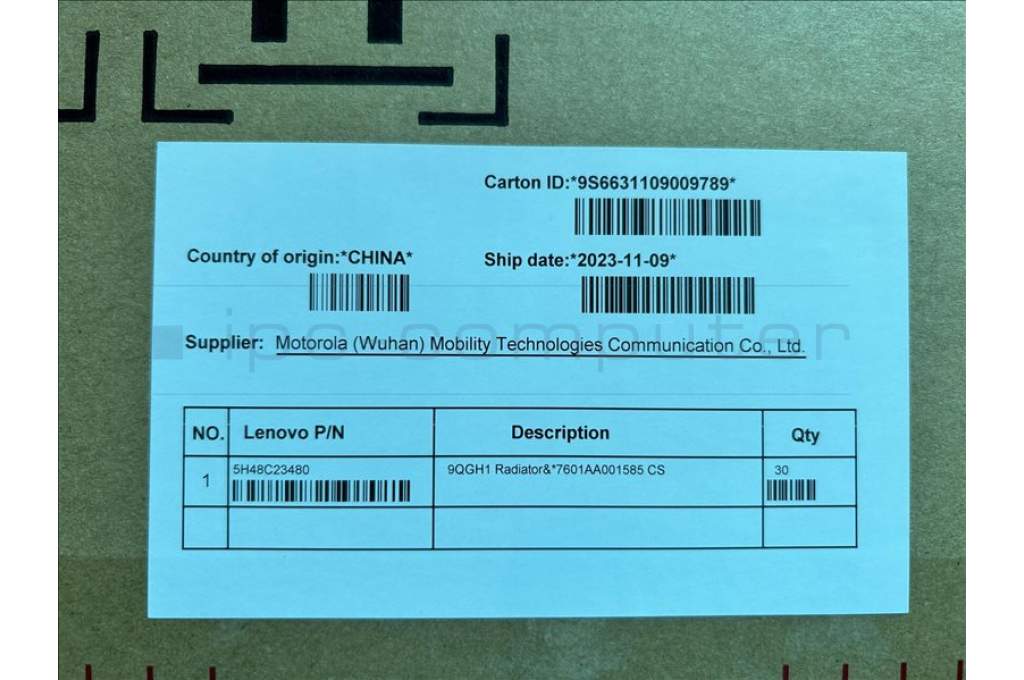 Carton ID:*9S6631109009789*
Country of origin:*CHINA*
Ship date:*2023-11-09*
ipc computer
Supplier: Motorola (Wuhan) Mobility Technologies Communication Co., Ltd.
NO. Lenovo P/N Description Qty
1 5H48C23480 9QGH1 Radiator&*7601AA001585 CS 30